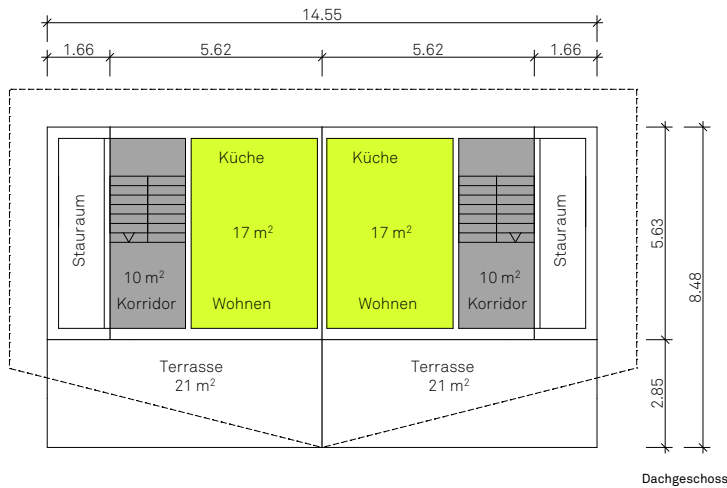 14.55
1.66 5.62 5.62 1.66
Küche Küche
Stauraum
17 m² 17 m²
Stauraum
10 m² 10 m²
Korridor Wohnen Wohnen Korridor
5.63
8.48
Terrasse Terrasse
21 m² 21 m²
2.85
Dachgeschoss